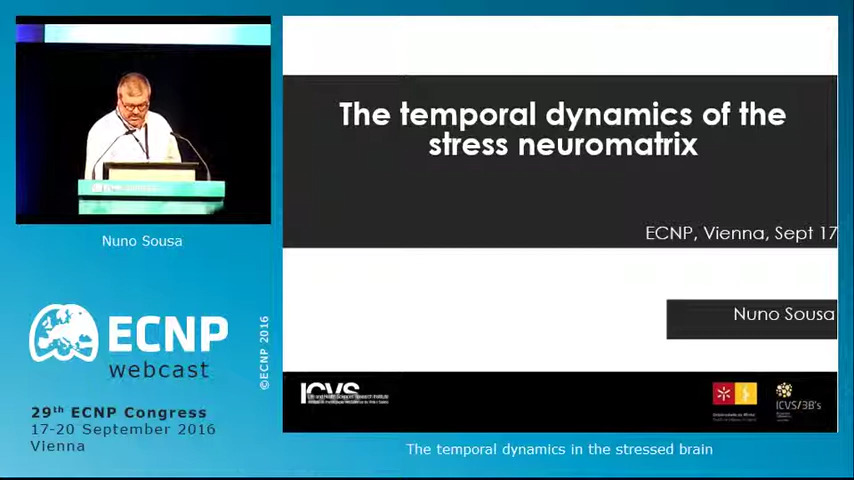 The temporal dynamics of the
stress neuromatrix
ECNP, Vienna, Sept 17
Nuno Sousa
Nuno Sousa
ECNP
webcast
©ECNP 2016
29th ECNP Congress
17-20 September 2016
Vienna
ICVS
ICVS/3B's
The temporal dynamics in the stressed brain